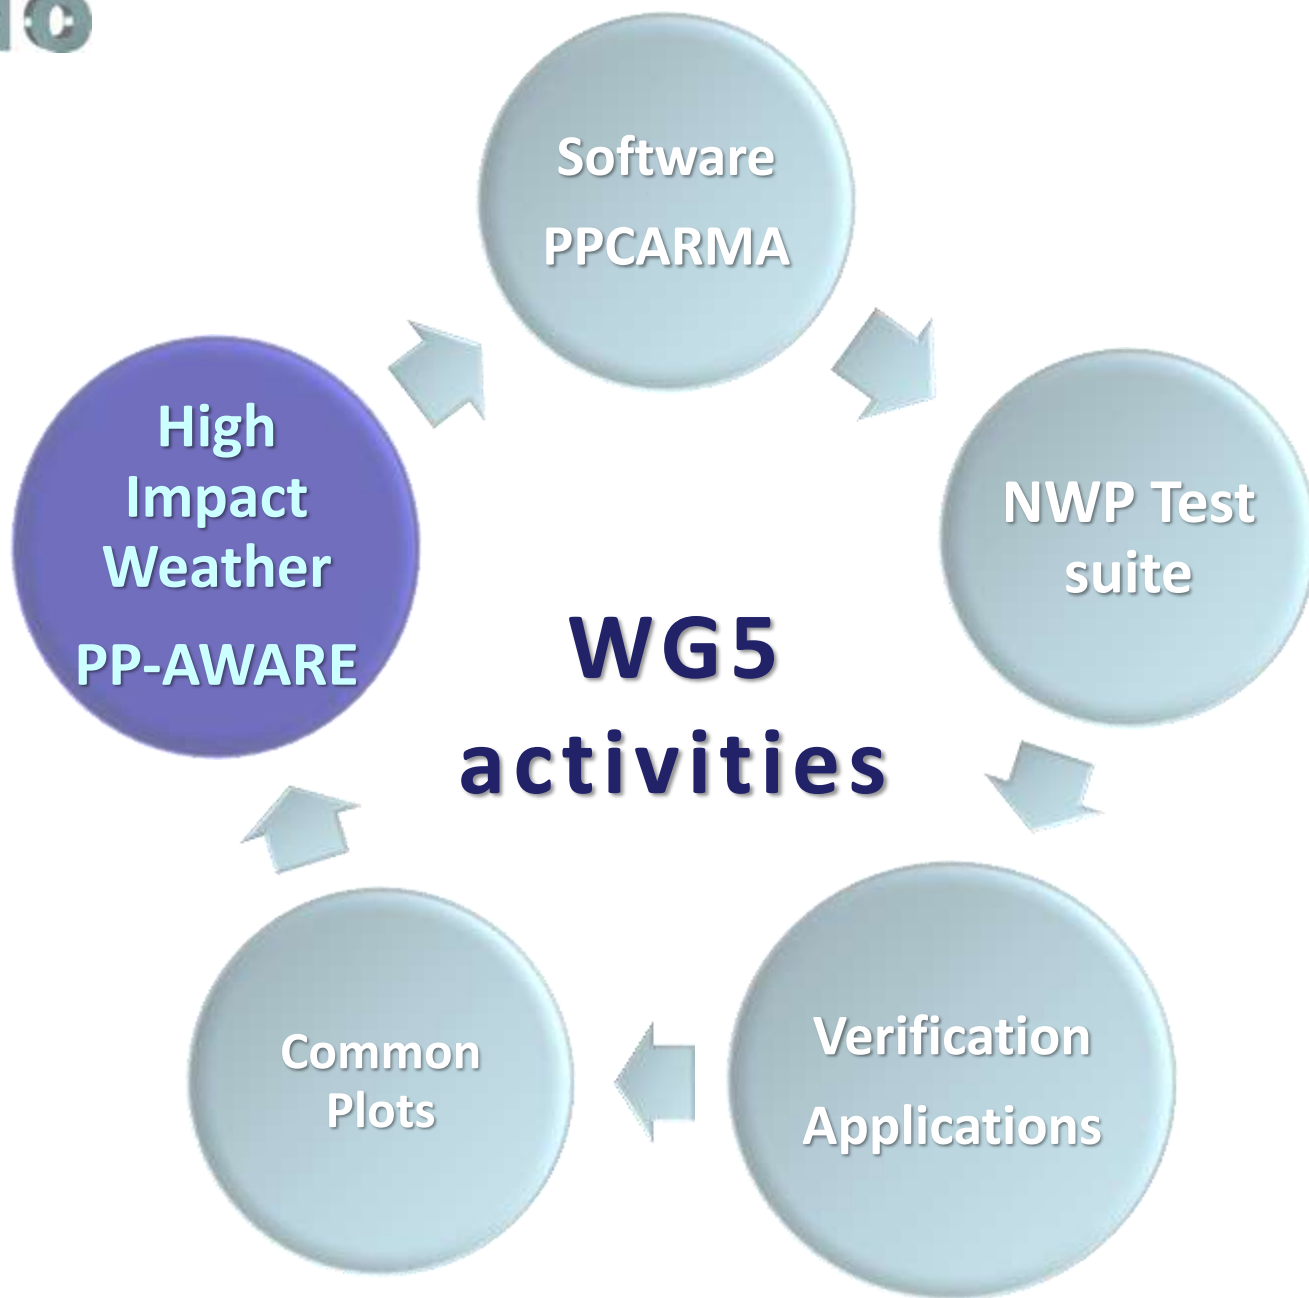 Software
PPCARMA
High
Impact
Weather
PP-AWARE
NWP Test
suite
WG5
activities
Common
Plots
Verification
Applications